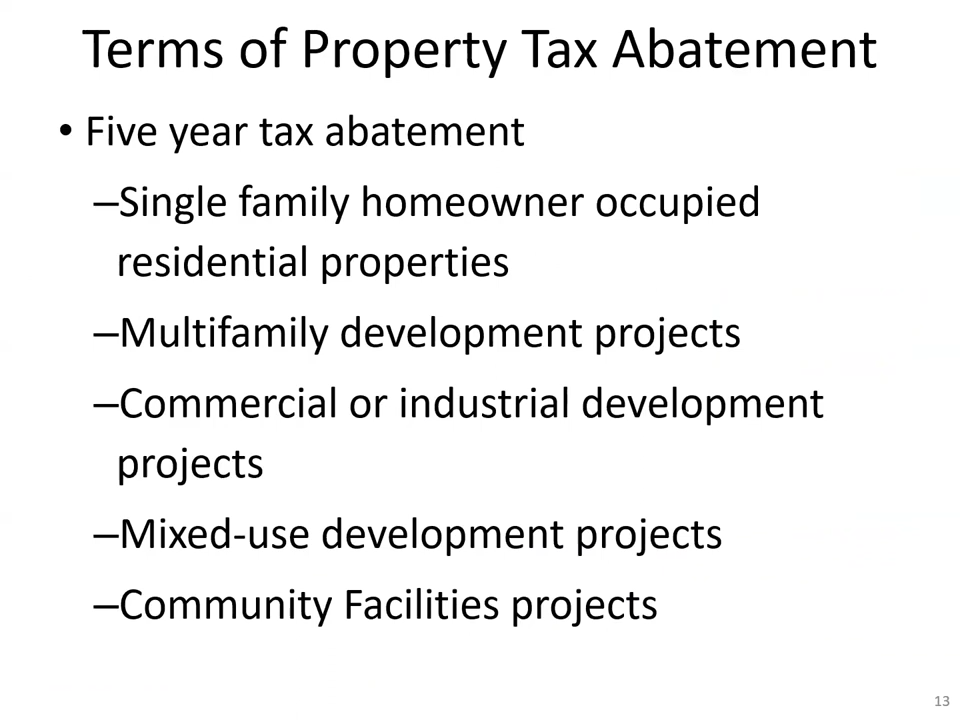 Terms of Property Tax Abatement
• Five year tax abatement
–Single family homeowner occupied
residential properties
–Multifamily development projects
–Commercial or industrial development
projects
–Mixed-use development projects
–Community Facilities projects
13